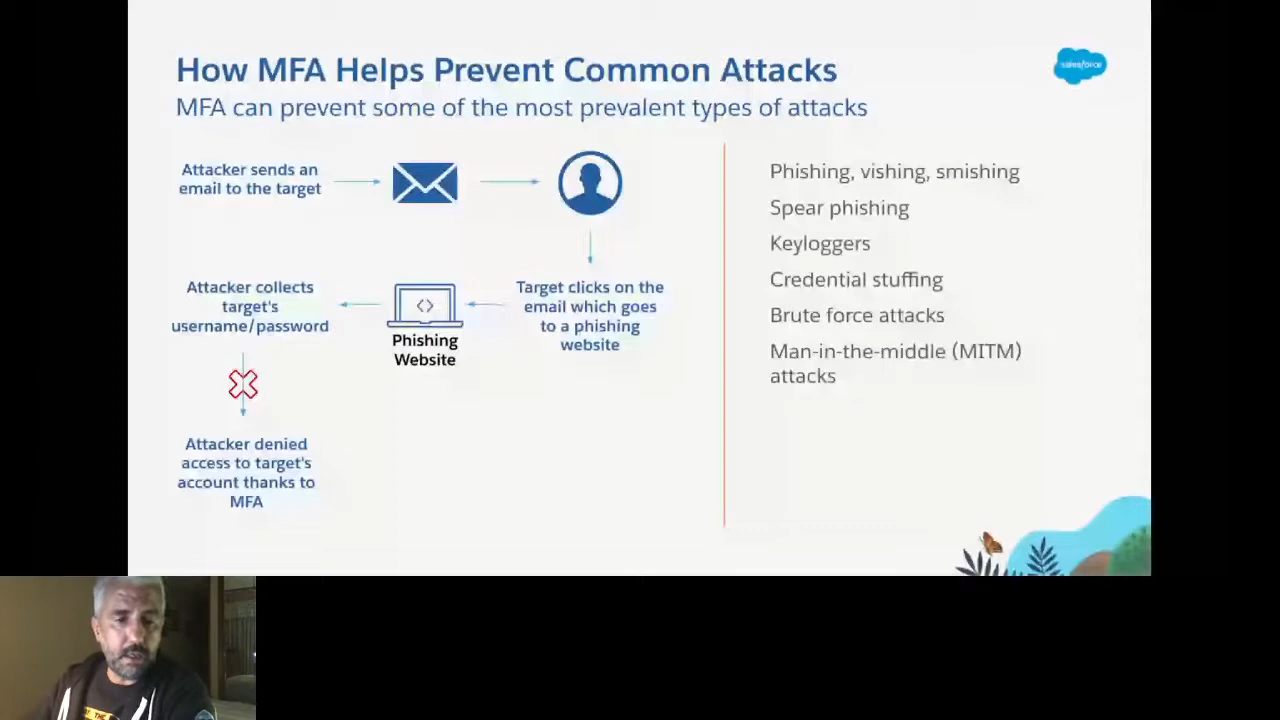 How MFA Helps Prevent Common Attacks
MFA can prevent some of the most prevalent types of attacks
salesforce
Attacker sends an
email to the target
Target clicks on the
email which goes
to a phishing
website
Phishing
Website
Attacker collects
target's
username/password
Attacker denied
access to target's
account thanks to
MFA
Phishing, vishing, smishing
Spear phishing
Keyloggers
Credential stuffing
Brute force attacks
Man-in-the-middle (MITM)
attacks